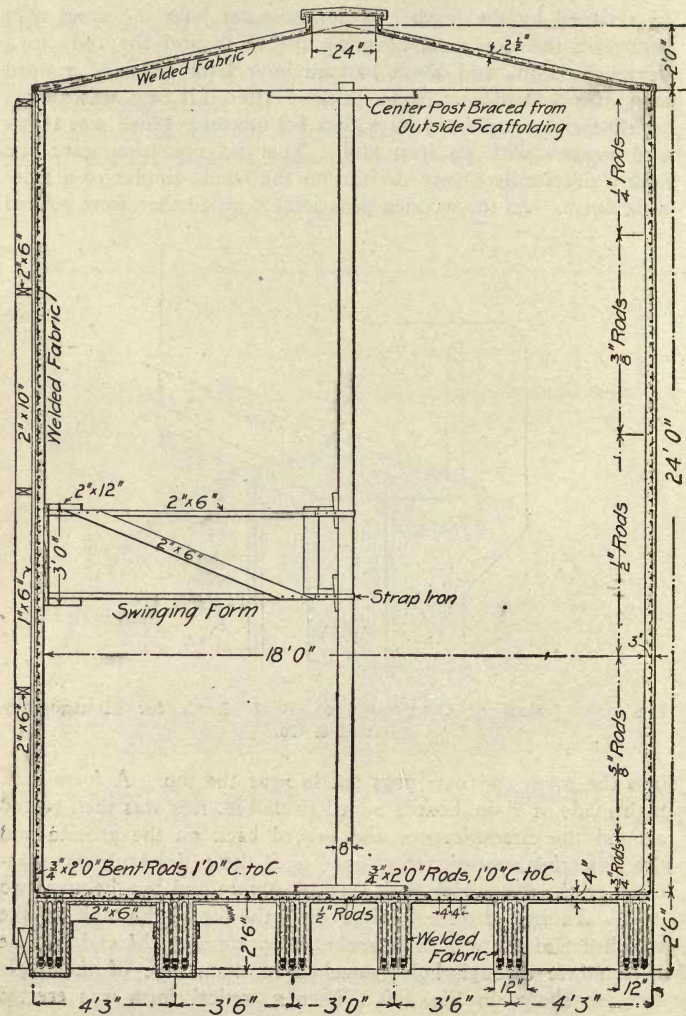 24"
2 1/2"
2'0"
Welded Fabric
Center Post Braced from
Outside Scaffolding
1/4" Rods
2"x6"
Welded Fabric
3/8" Rods
2"x10"
24'0"
2"x12"
2"x6"
2"x6"
3'0"
1/2" Rods
1"x6"
Swinging Form
Strap Iron
3"
18'0"
2"x6"
5/8" Rods
8"
3/4"x2'0" Bent Rods 1'0" C. to C.
3/4"x2'0" Rods, 1'0" C. to C.
4"
3/4" Rods
2"x6"
2'6"
1/2" Rods
4" 4"
Welded
Fabric
2'6"
12"
12"
4'3"
3'6"
3'0"
3'6"
4'3"